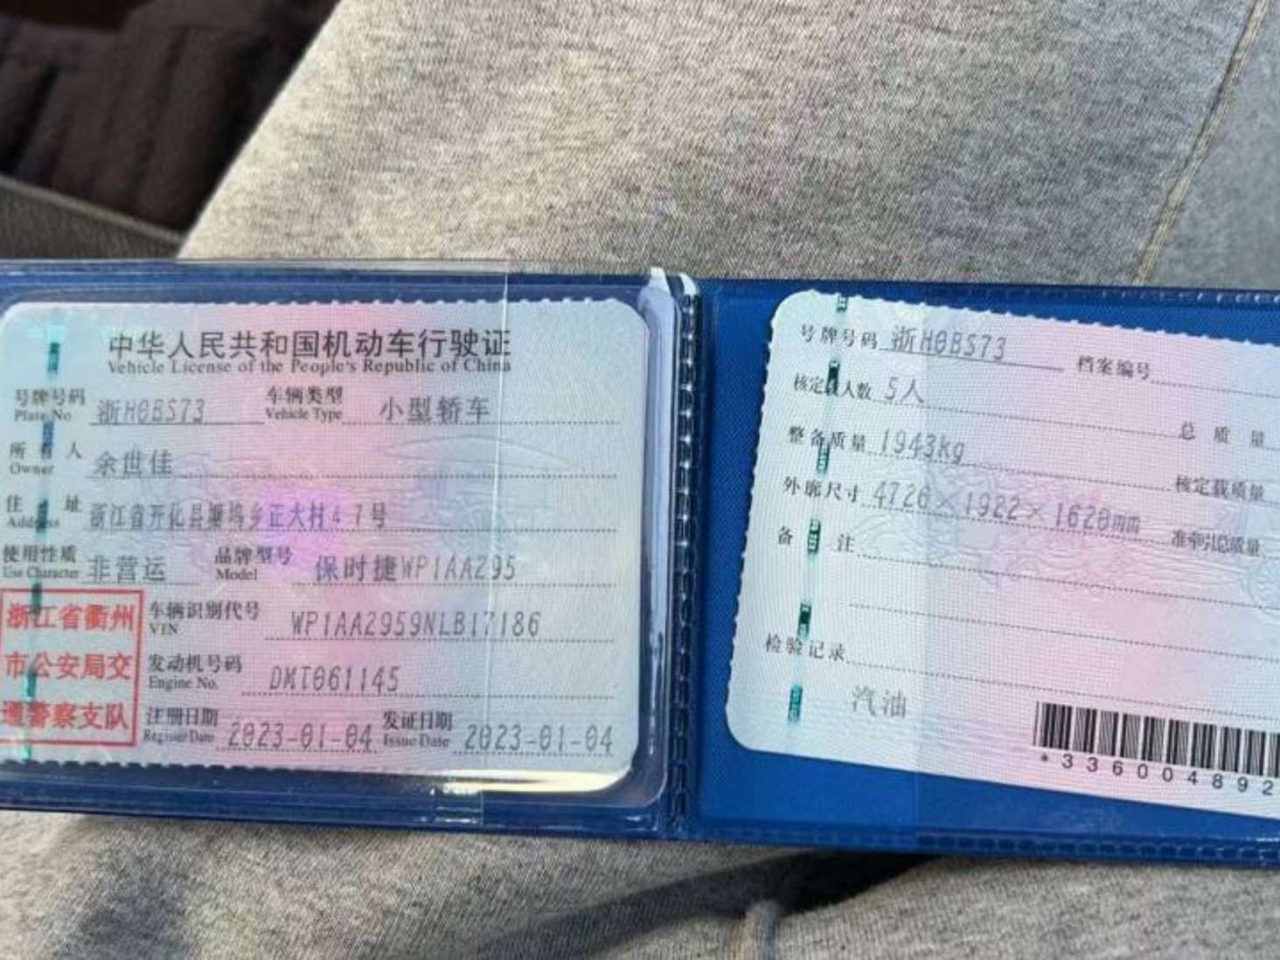 中华人民共和国机动车行驶证
Vehicle License of the People's Republic of China
号牌号码 浙H0BS73 车辆类型 小型轿车
Plate No. Vehicle Type
所有人 余世佳
Owner
住址 浙江省开化县 乡正大村47号
Address
使用性质 非营运 品牌型号 保时捷WP1AA295
Use Character Model
浙江省衢州
市公安局交
通警察支队
车辆识别代号 WP1AA2959NLB17186
VIN
发动机号码 DMT061145
Engine No.
注册日期 2023-01-04 发证日期 2023-01-04
Register Date Issue Date
号牌号码 浙H0BS73 档案编号
核定载人数 5人 总质量
整备质量 1943kg 核定载质量
外廓尺寸 4726×1922×1620mm 准牵引总质量
备注
检验记录
汽油
*336004892